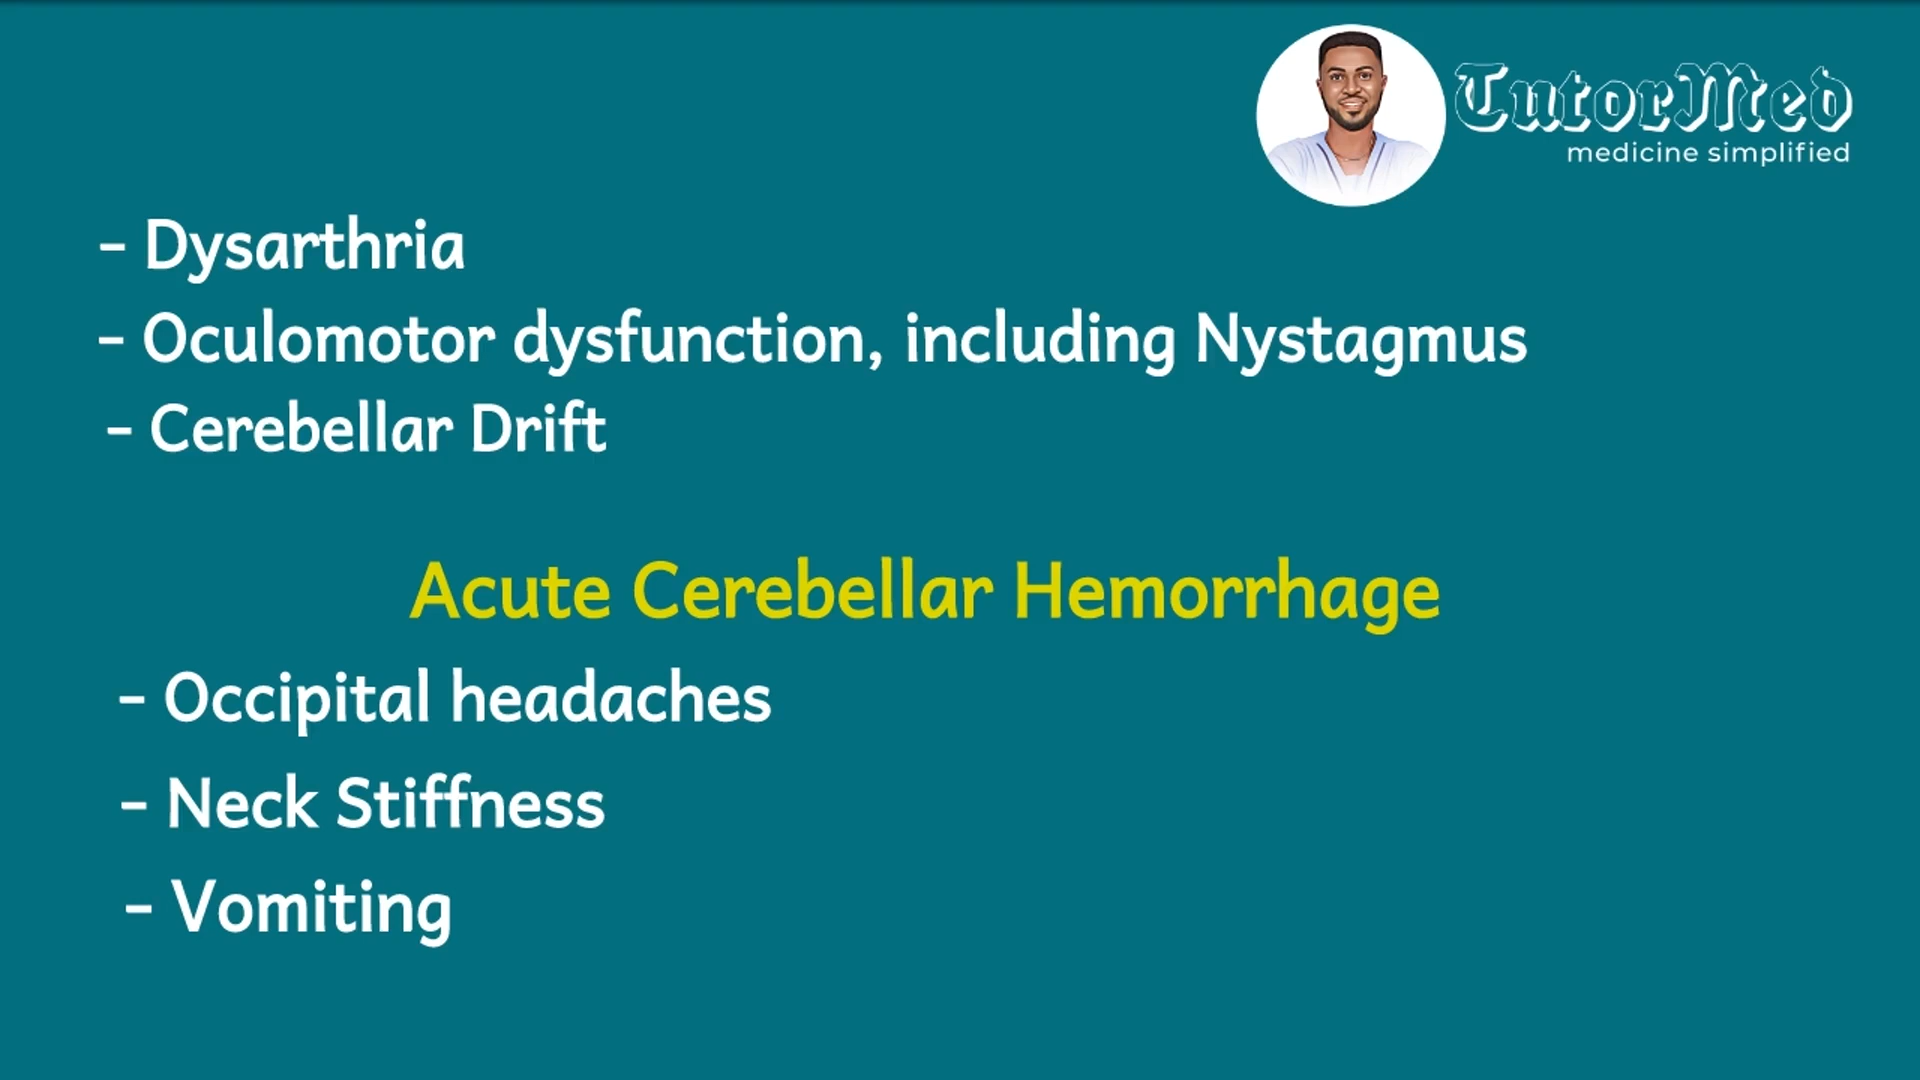 TutorMed
medicine simplified
- Dysarthria
- Oculomotor dysfunction, including Nystagmus
- Cerebellar Drift
Acute Cerebellar Hemorrhage
- Occipital headaches
- Neck Stiffness
- Vomiting